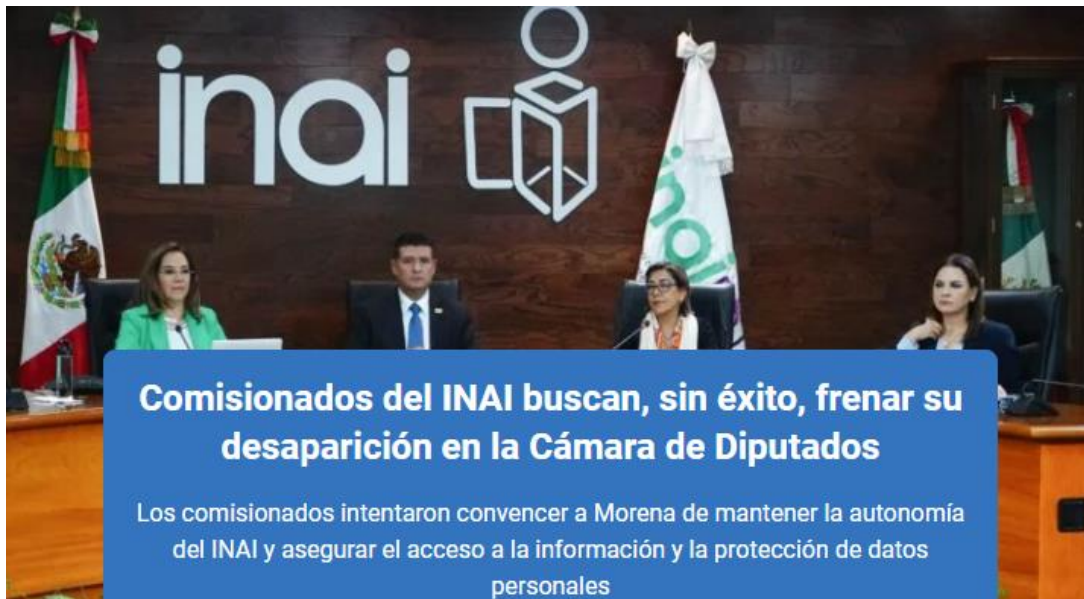 inai
inai
Comisionados del INAI buscan, sin éxito, frenar su
desaparición en la Cámara de Diputados
Los comisionados intentaron convencer a Morena de mantener la autonomía
del INAI y asegurar el acceso a la información y la protección de datos
personales